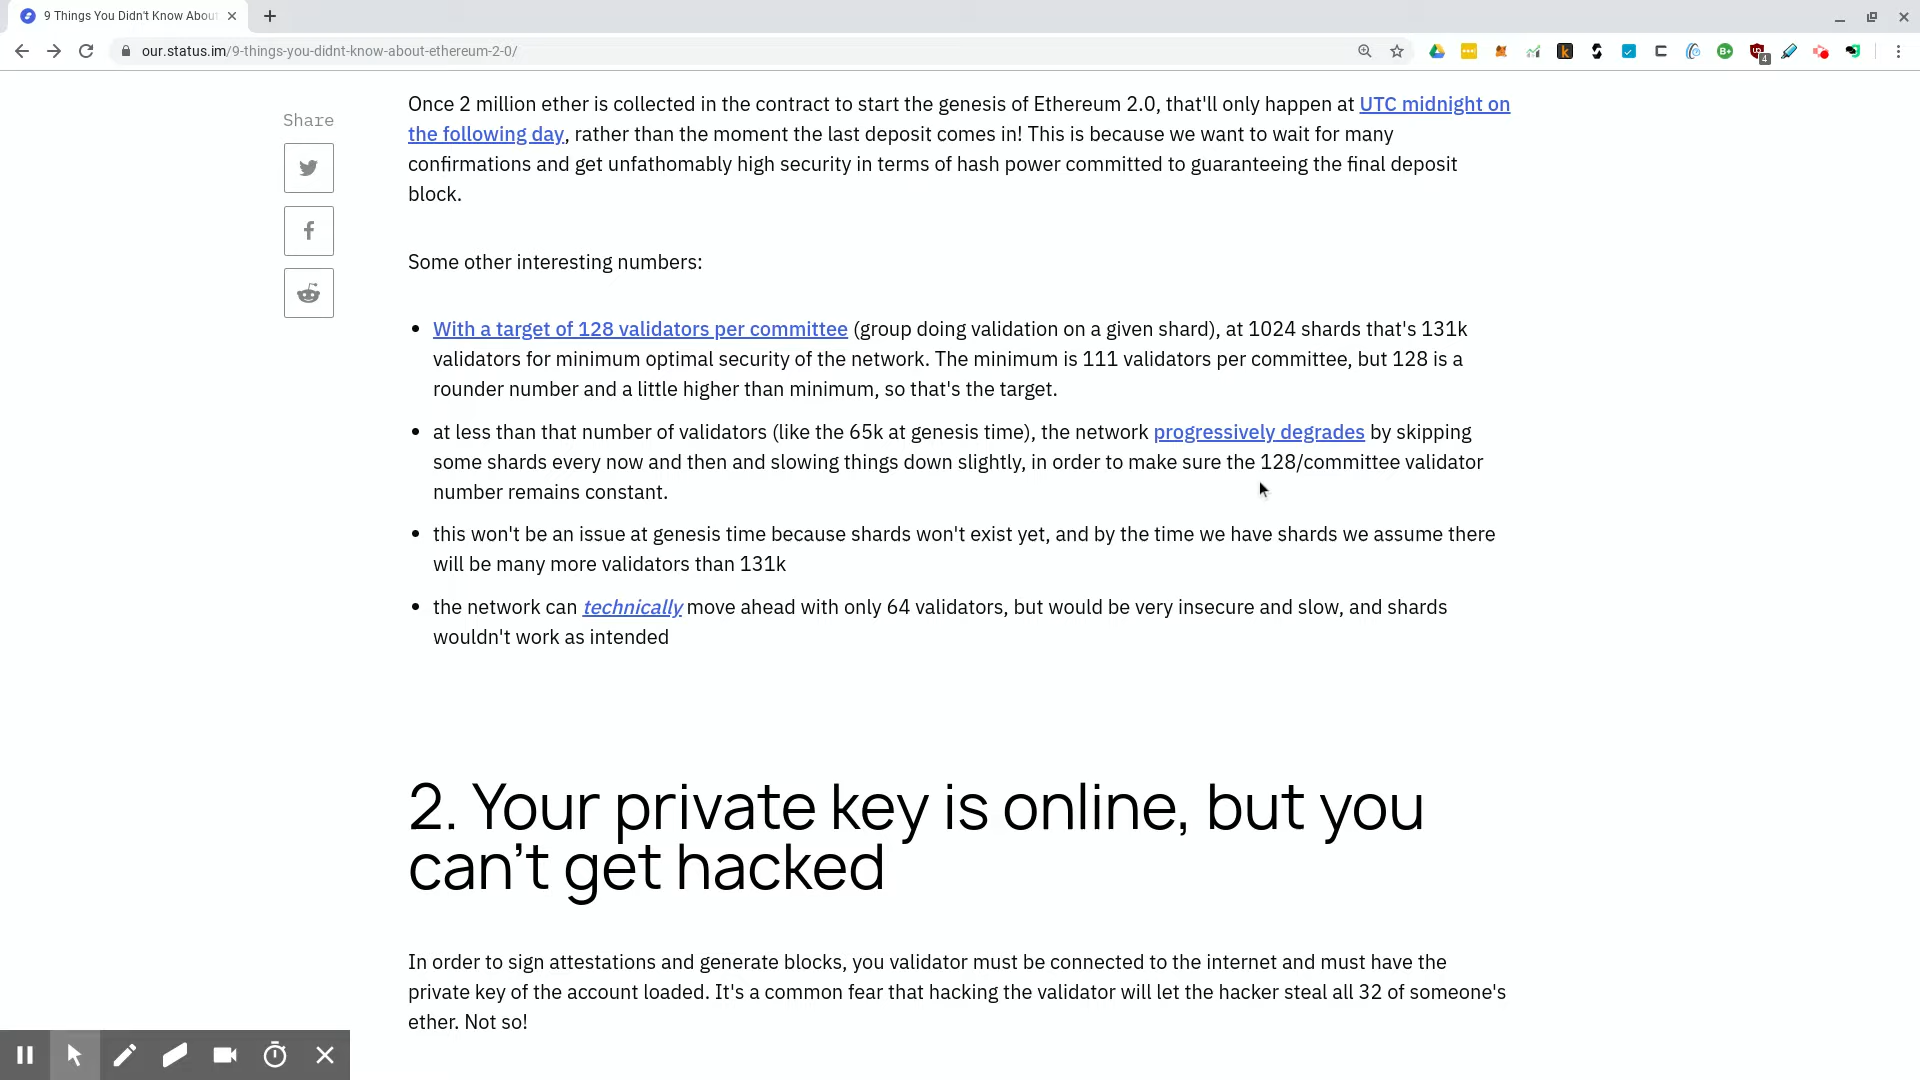 9 Things You Didn't Know About
our.status.im/9-things-you-didnt-know-about-ethereum-2-0/
4
Share
Once 2 million ether is collected in the contract to start the genesis of Ethereum 2.0, that'll only happen at UTC midnight on
the following day, rather than the moment the last deposit comes in! This is because we want to wait for many
confirmations and get unfathomably high security in terms of hash power committed to guaranteeing the final deposit
block.
Some other interesting numbers:
With a target of 128 validators per committee (group doing validation on a given shard), at 1024 shards that's 131k
validators for minimum optimal security of the network. The minimum is 111 validators per committee, but 128 is a
rounder number and a little higher than minimum, so that's the target.
at less than that number of validators (like the 65k at genesis time), the network progressively degrades by skipping
some shards every now and then and slowing things down slightly, in order to make sure the 128/committee validator
number remains constant.
this won't be an issue at genesis time because shards won't exist yet, and by the time we have shards we assume there
will be many more validators than 131k
the network can technically move ahead with only 64 validators, but would be very insecure and slow, and shards
wouldn't work as intended
2. Your private key is online, but you
can’t get hacked
In order to sign attestations and generate blocks, you validator must be connected to the internet and must have the
private key of the account loaded. It's a common fear that hacking the validator will let the hacker steal all 32 of someone's
ether. Not so!